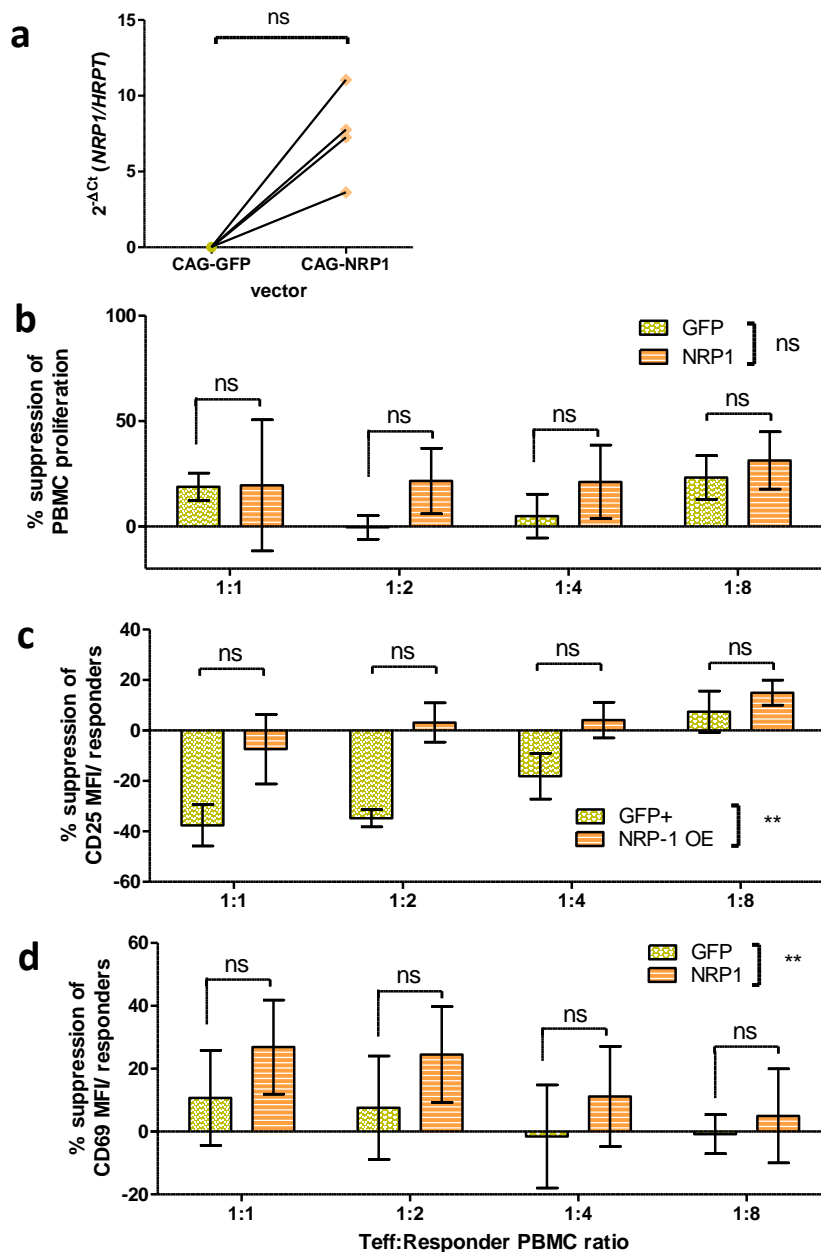 a
ns
15
10
5
0
2^-ΔCt (NRP1/HRPT)
CAG-GFP CAG-NRP1
vector
b
100
50
0
% suppression of
PBMC proliferation
GFP
NRP1
ns
ns ns ns ns
1:1 1:2 1:4 1:8
c
40
20
0
-20
-40
-60
% suppression of
CD25 MFI/ responders
ns ns ns ns
GFP+
NRP-1 OE
**
1:1 1:2 1:4 1:8
d
60
40
20
0
-20
% suppression of
CD69 MFI/ responders
GFP
NRP1
**
ns ns ns ns
1:1 1:2 1:4 1:8
Teff:Responder PBMC ratio